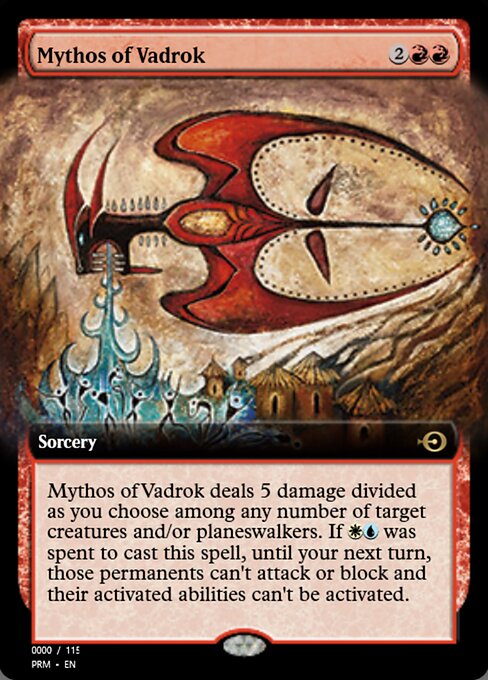 Mythos of Vadrok 2
Sorcery
Mythos of Vadrok deals 5 damage divided
as you choose among any number of target
creatures and/or planeswalkers. If was
spent to cast this spell, until your next turn,
those permanents can't attack or block and
their activated abilities can't be activated.
0000 / 115
PRM • EN